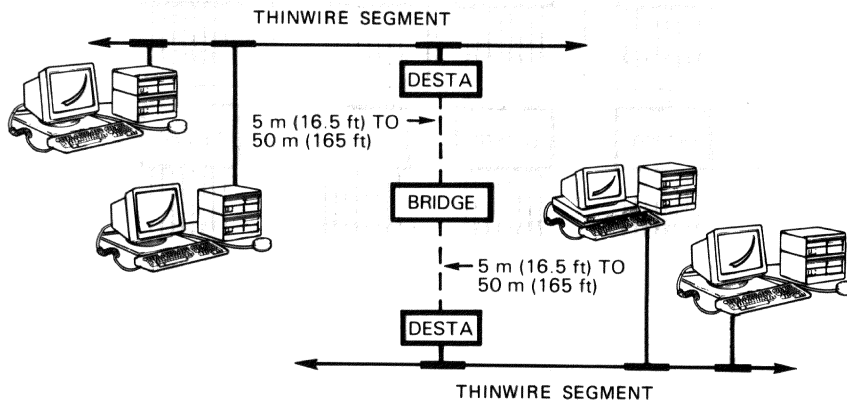 THINWIRE SEGMENT
DESTA
5 m (16.5 ft) TO
50 m (165 ft)
BRIDGE
5 m (16.5 ft) TO
50 m (165 ft)
DESTA
THINWIRE SEGMENT